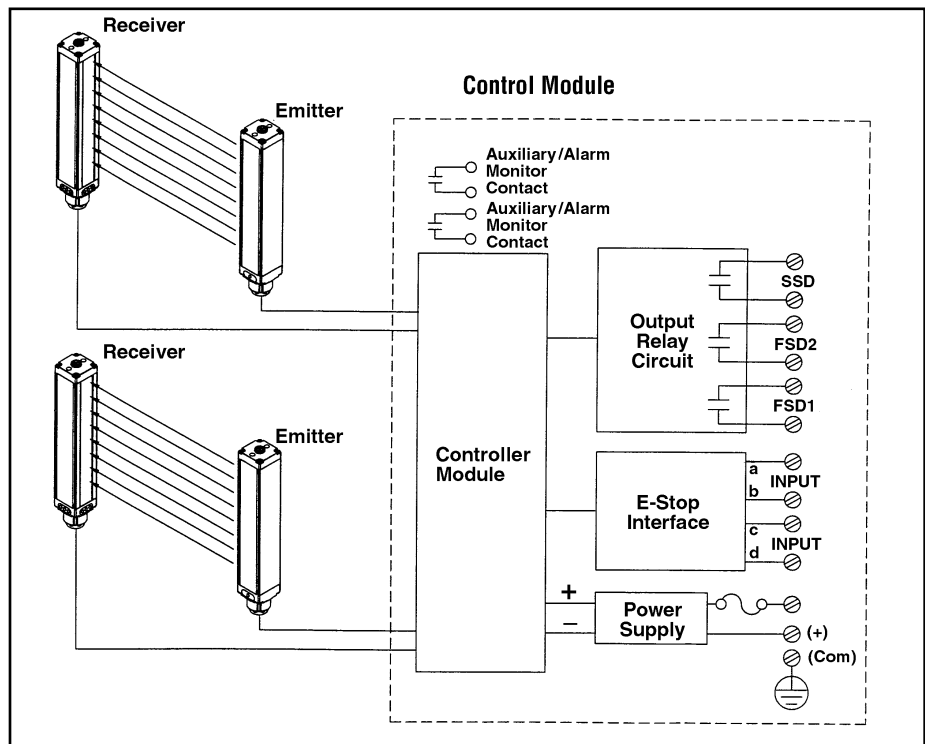 Receiver
Emitter
Control Module
Auxiliary/Alarm
Monitor
Contact
Auxiliary/Alarm
Monitor
Contact
SSD
Output
Relay
Circuit
FSD2
FSD1
Receiver
Emitter
Controller
Module
E-Stop
Interface
a
INPUT
b
c
INPUT
d
+
−
Power
Supply
(+)
(Com)